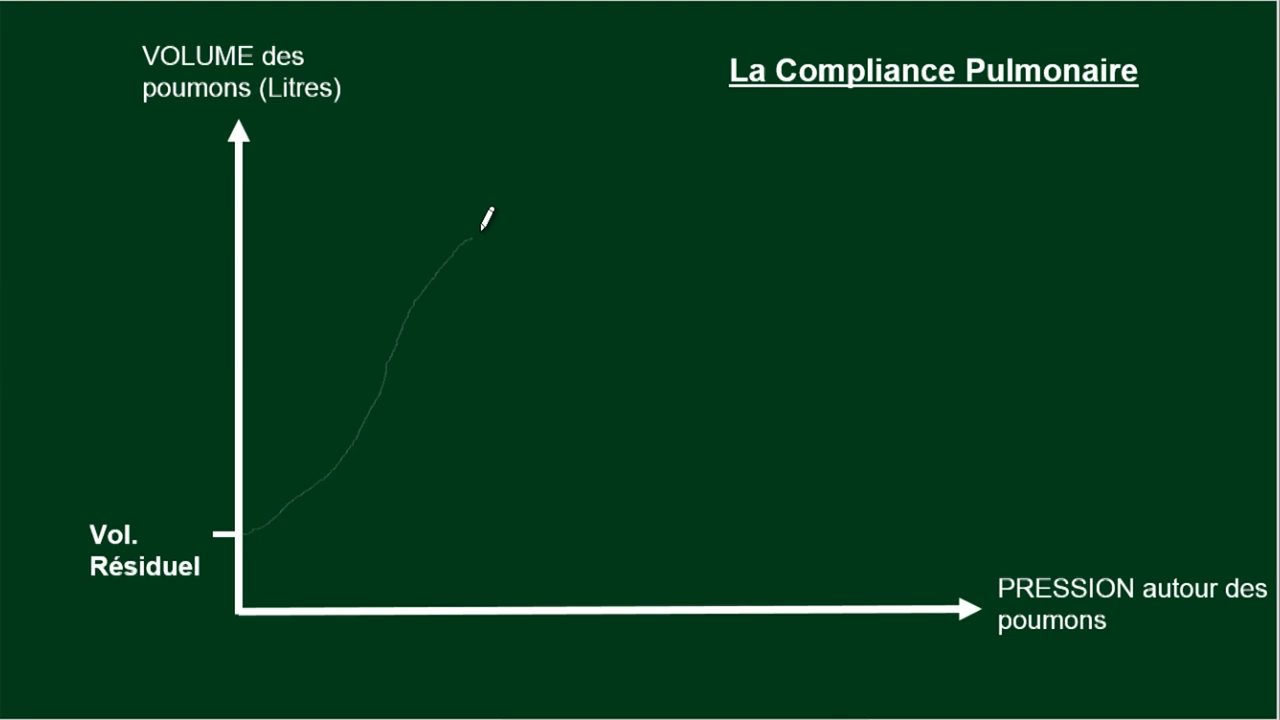 VOLUME des
poumons (Litres)
La Compliance Pulmonaire
Vol.
Résiduel
PRESSION autour des
poumons